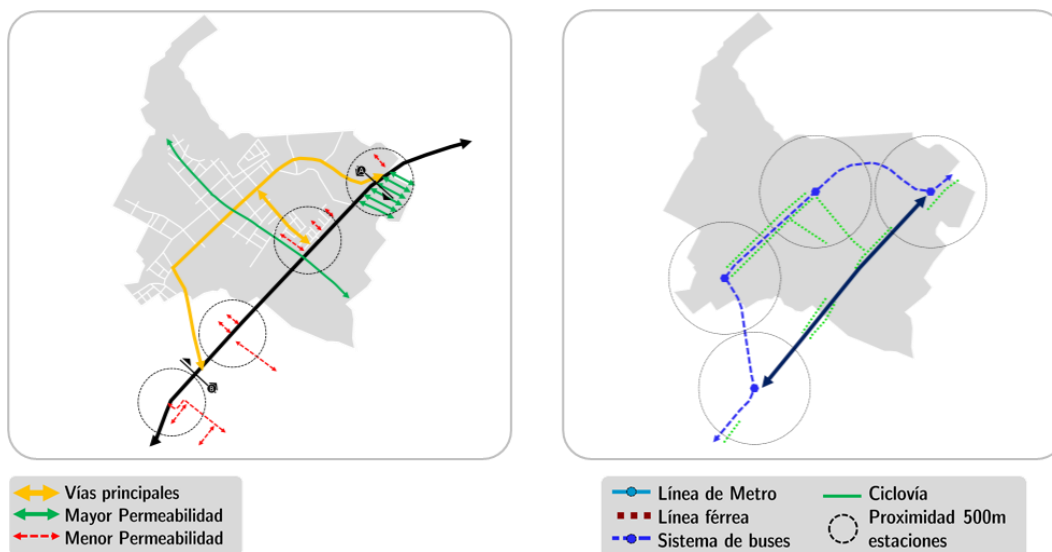 Vías principales
Mayor Permeabilidad
Menor Permeabilidad
Línea de Metro
Línea férrea
Sistema de buses
Ciclovía
Proximidad 500m
estaciones